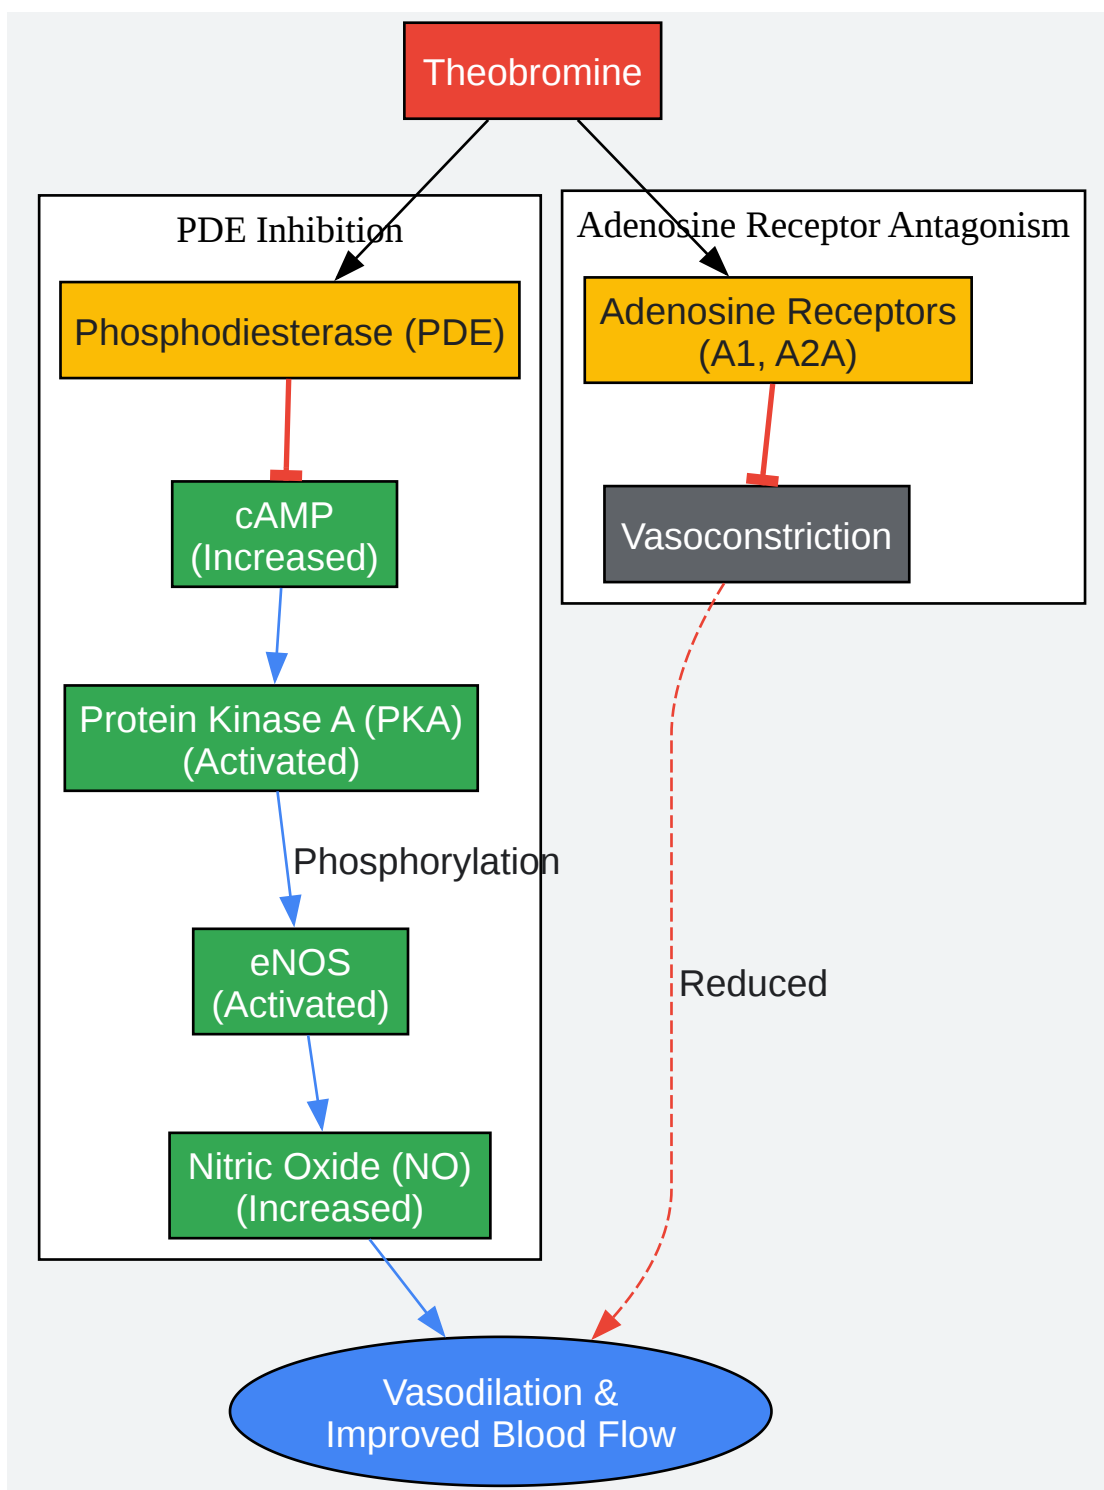 Theobromine
PDE Inhibition
Phosphodiesterase (PDE)
cAMP
(Increased)
Protein Kinase A (PKA)
(Activated)
Phosphorylation
eNOS
(Activated)
Nitric Oxide (NO)
(Increased)
Adenosine Receptor Antagonism
Adenosine Receptors
(A1, A2A)
Vasoconstriction
Reduced
Vasodilation &
Improved Blood Flow